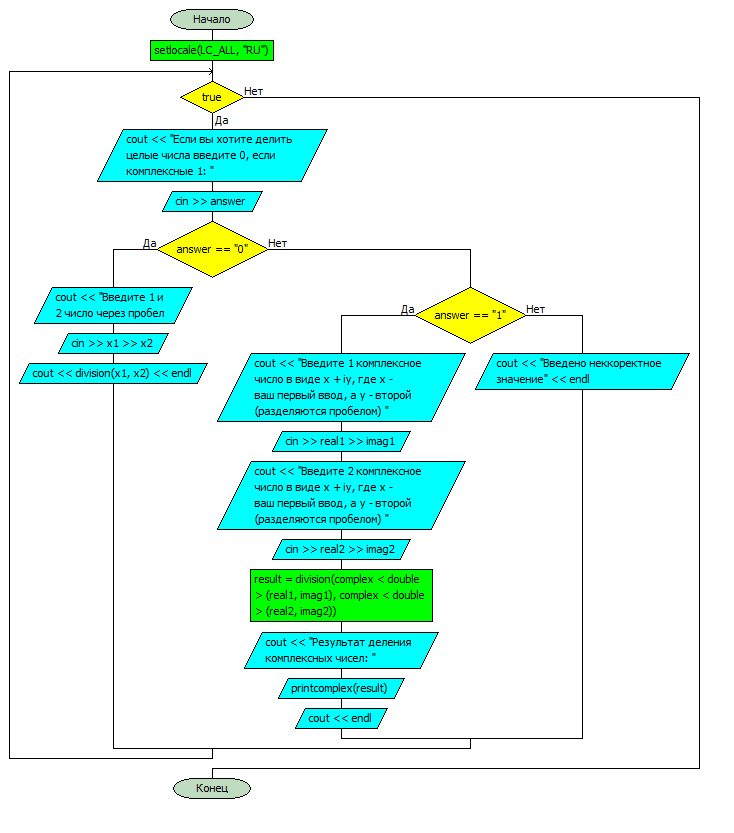 Начало
setlocale(LC_ALL, "RU")
true
Нет
Да
cout << "Если вы хотите делить
целые числа введите 0, если
комплексные 1: "
cin >> answer
Да
answer == "0"
Нет
cout << "Введите 1 и
2 число через пробел
cin >> x1 >> x2
cout << division(x1, x2) << endl
Да
answer == "1"
Нет
cout << "Введите 1 комплексное
число в виде x + iy, где x -
ваш первый ввод, а y - второй
(разделяются пробелом) "
cin >> real1 >> imag1
cout << "Введите 2 комплексное
число в виде x + iy, где x -
ваш первый ввод, а y - второй
(разделяются пробелом) "
cin >> real2 >> imag2
result = division(complex < double
> (real1, imag1), complex < double
> (real2, imag2))
cout << "Результат деления
комплексных чисел: "
printcomplex(result)
cout << endl
cout << "Введено неккоректное
значение" << endl
Конец